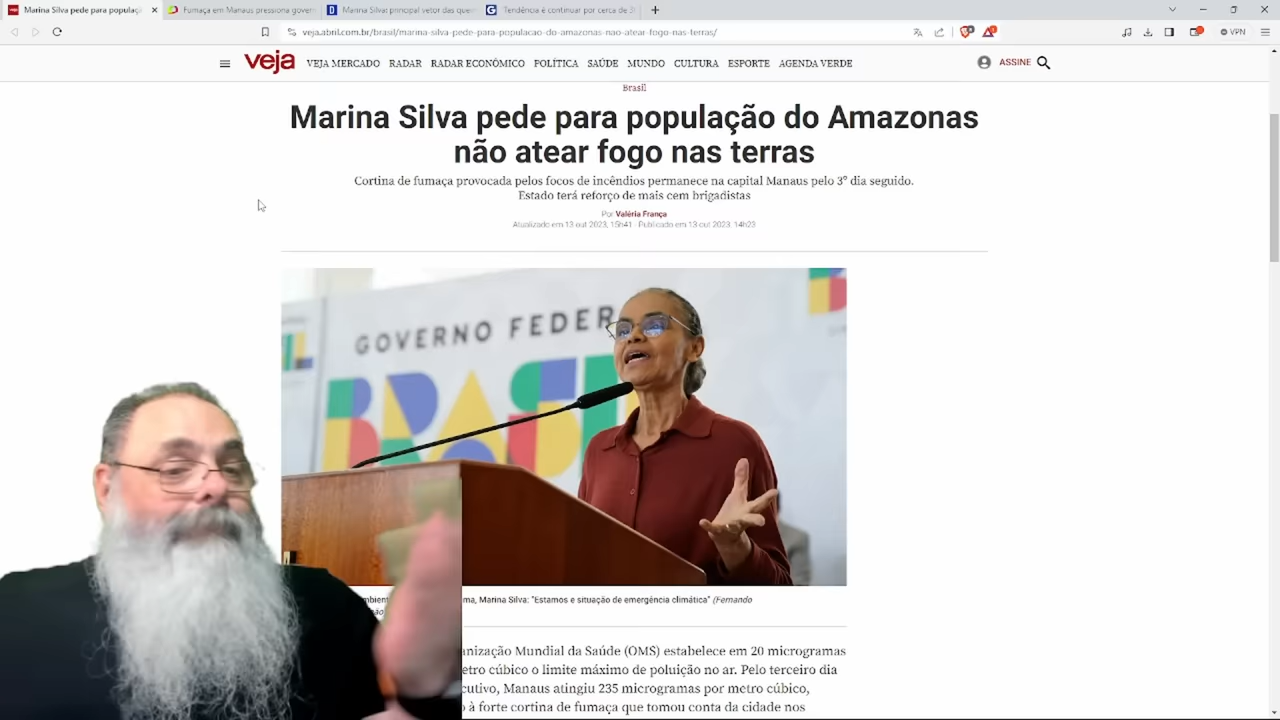 Marina Silva pede para populaçã
Fumaça em Manaus pressiona govern
Marina Silva: principal vetor das quei
Tendência é continuar por cerca de 3
veja.abril.com.br/brasil/marina-silva-pede-para-populacao-do-amazonas-nao-atear-fogo-nas-terras/
VPN
veja
VEJA MERCADO RADAR RADAR ECONÔMICO POLÍTICA SAÚDE MUNDO CULTURA ESPORTE AGENDA VERDE
ASSINE
Brasil
Marina Silva pede para população do Amazonas
não atear fogo nas terras
Cortina de fumaça provocada pelos focos de incêndios permanece na capital Manaus pelo 3º dia seguido.
Estado terá reforço de mais cem brigadistas
Por Valéria França
Atualizado em 13 out 2023, 15h41 - Publicado em 13 out 2023, 14h23
GOVERNO FEDER
BRASIL
ma, Marina Silva: "Estamos e situação de emergência climática" (Fernando
anização Mundial da Saúde (OMS) estabelece em 20 microgramas
etro cúbico o limite máximo de poluição no ar. Pelo terceiro dia
cutivo, Manaus atingiu 235 microgramas por metro cúbico,
o à forte cortina de fumaça que tomou conta da cidade nos